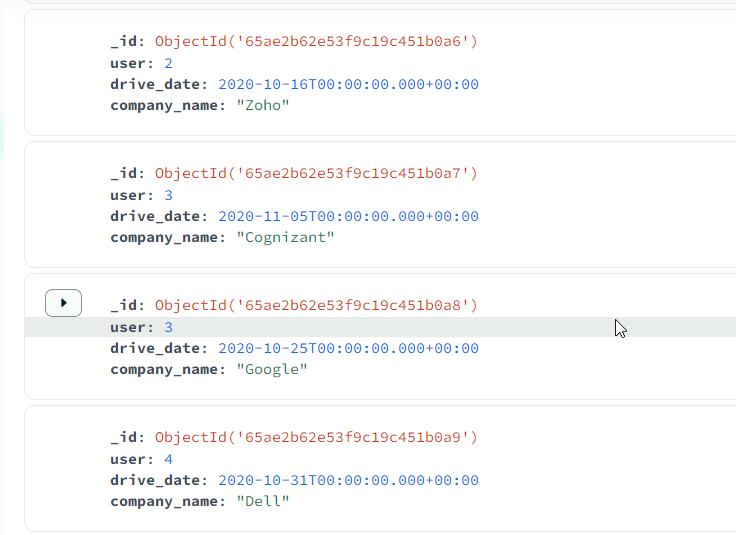 _id: ObjectId('65ae2b62e53f9c19c451b0a6')
user: 2
drive_date: 2020-10-16T00:00:00.000+00:00
company_name: "Zoho"
_id: ObjectId('65ae2b62e53f9c19c451b0a7')
user: 3
drive_date: 2020-11-05T00:00:00.000+00:00
company_name: "Cognizant"
_id: ObjectId('65ae2b62e53f9c19c451b0a8')
user: 3
drive_date: 2020-10-25T00:00:00.000+00:00
company_name: "Google"
_id: ObjectId('65ae2b62e53f9c19c451b0a9')
user: 4
drive_date: 2020-10-31T00:00:00.000+00:00
company_name: "Dell"